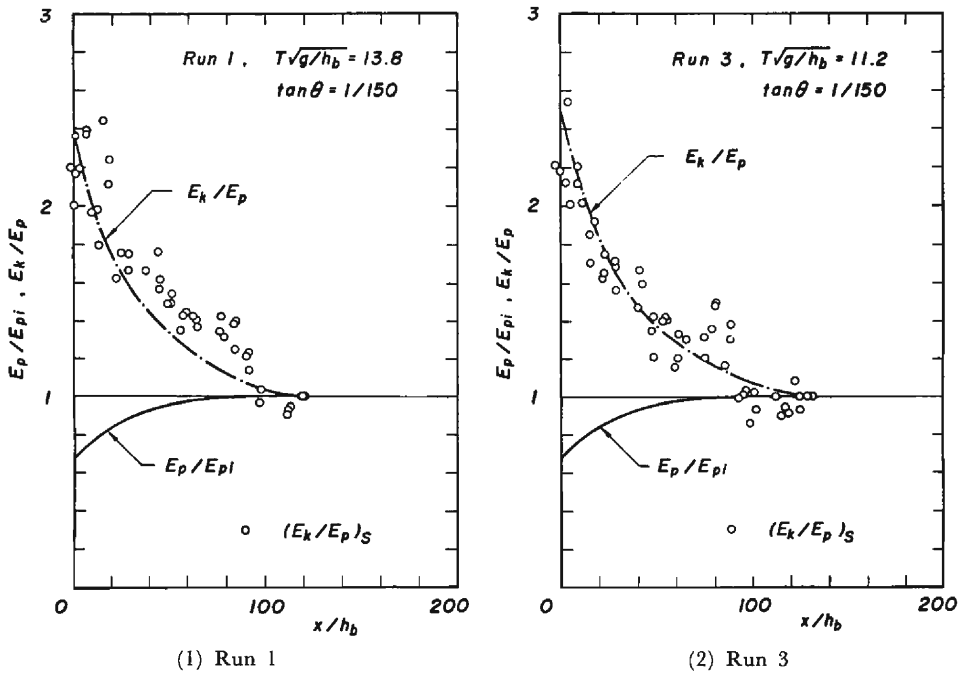 3
Run 1 , T√g/h_b = 13.8
tanθ = 1/150
E_k /E_p
2
E_p /E_pi , E_k /E_p
1
E_p /E_pi
(E_k /E_p)_S
0 100 200
x/h_b
(1) Run 1
3
Run 3 , T√g/h_b = 11.2
tanθ = 1/150
E_k /E_p
2
E_p /E_pi , E_k /E_p
1
E_p /E_pi
(E_k /E_p)_S
0 100 200
x/h_b
(2) Run 3